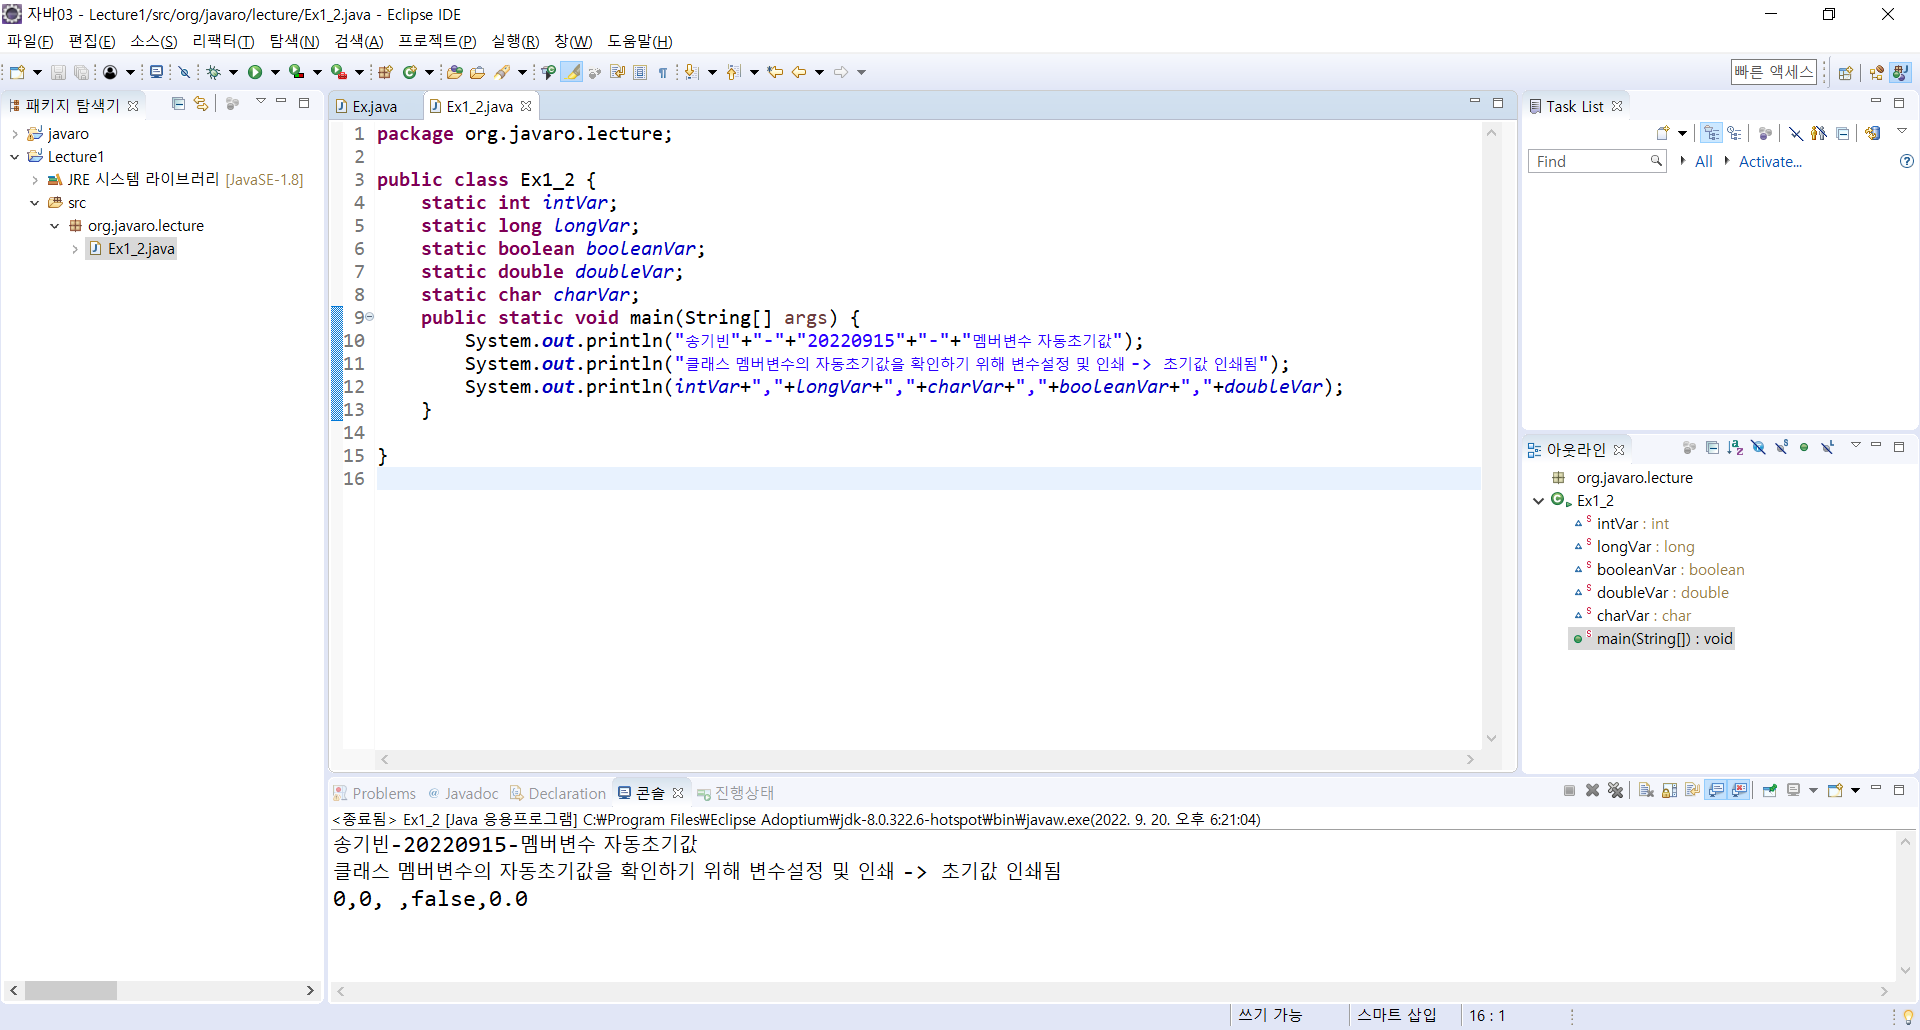 자바03 - Lecture1/src/org/javaro/lecture/Ex1_2.java - Eclipse IDE
파일(F) 편집(E) 소스(S) 리팩터(T) 탐색(N) 검색(A) 프로젝트(P) 실행(R) 창(W) 도움말(H)
빠른 액세스
패키지 탐색기
javaro
Lecture1
JRE 시스템 라이브러리 [JavaSE-1.8]
src
org.javaro.lecture
Ex1_2.java
Ex.java Ex1_2.java
1 package org.javaro.lecture;
2
3 public class Ex1_2 {
4 static int intVar;
5 static long longVar;
6 static boolean booleanVar;
7 static double doubleVar;
8 static char charVar;
9 public static void main(String[] args) {
10 System.out.println("송기빈"+"-"+"20220915"+"-"+"멤버변수 자동초기값");
11 System.out.println("클래스 멤버변수의 자동초기값을 확인하기 위해 변수설정 및 인쇄 -> 초기값 인쇄됨");
12 System.out.println(intVar+","+longVar+","+charVar+","+booleanVar+","+doubleVar);
13 }
14
15 }
16
Task List
Find All Activate...
아웃라인
org.javaro.lecture
Ex1_2
intVar : int
longVar : long
booleanVar : boolean
doubleVar : double
charVar : char
main(String[]) : void
Problems Javadoc Declaration 콘솔 진행상태
<종료됨> Ex1_2 [Java 응용프로그램] C:₩Program Files₩Eclipse Adoptium₩jdk-8.0.322.6-hotspot₩bin₩javaw.exe(2022. 9. 20. 오후 6:21:04)
송기빈-20220915-멤버변수 자동초기값
클래스 멤버변수의 자동초기값을 확인하기 위해 변수설정 및 인쇄 -> 초기값 인쇄됨
0,0, ,false,0.0
쓰기 가능 스마트 삽입 16 : 1